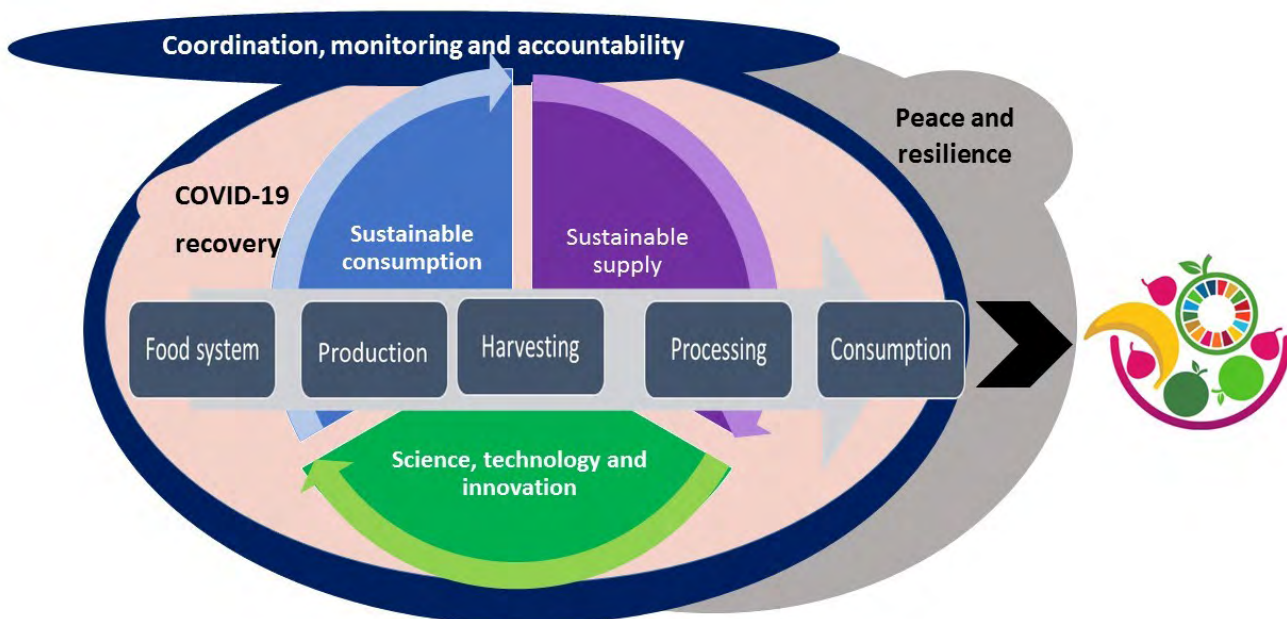 Coordination, monitoring and accountability
Peace and
resilience
COVID-19
recovery
Sustainable
consumption
Sustainable
supply
Food system
Production
Harvesting
Processing
Consumption
Science, technology and
innovation